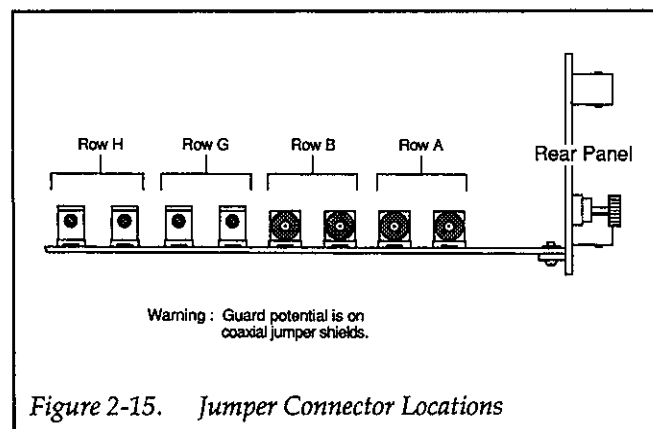 Row H
Row G
Row B
Row A
Rear Panel
Warning : Guard potential is on
coaxial jumper shields.
Figure 2-15. Jumper Connector Locations